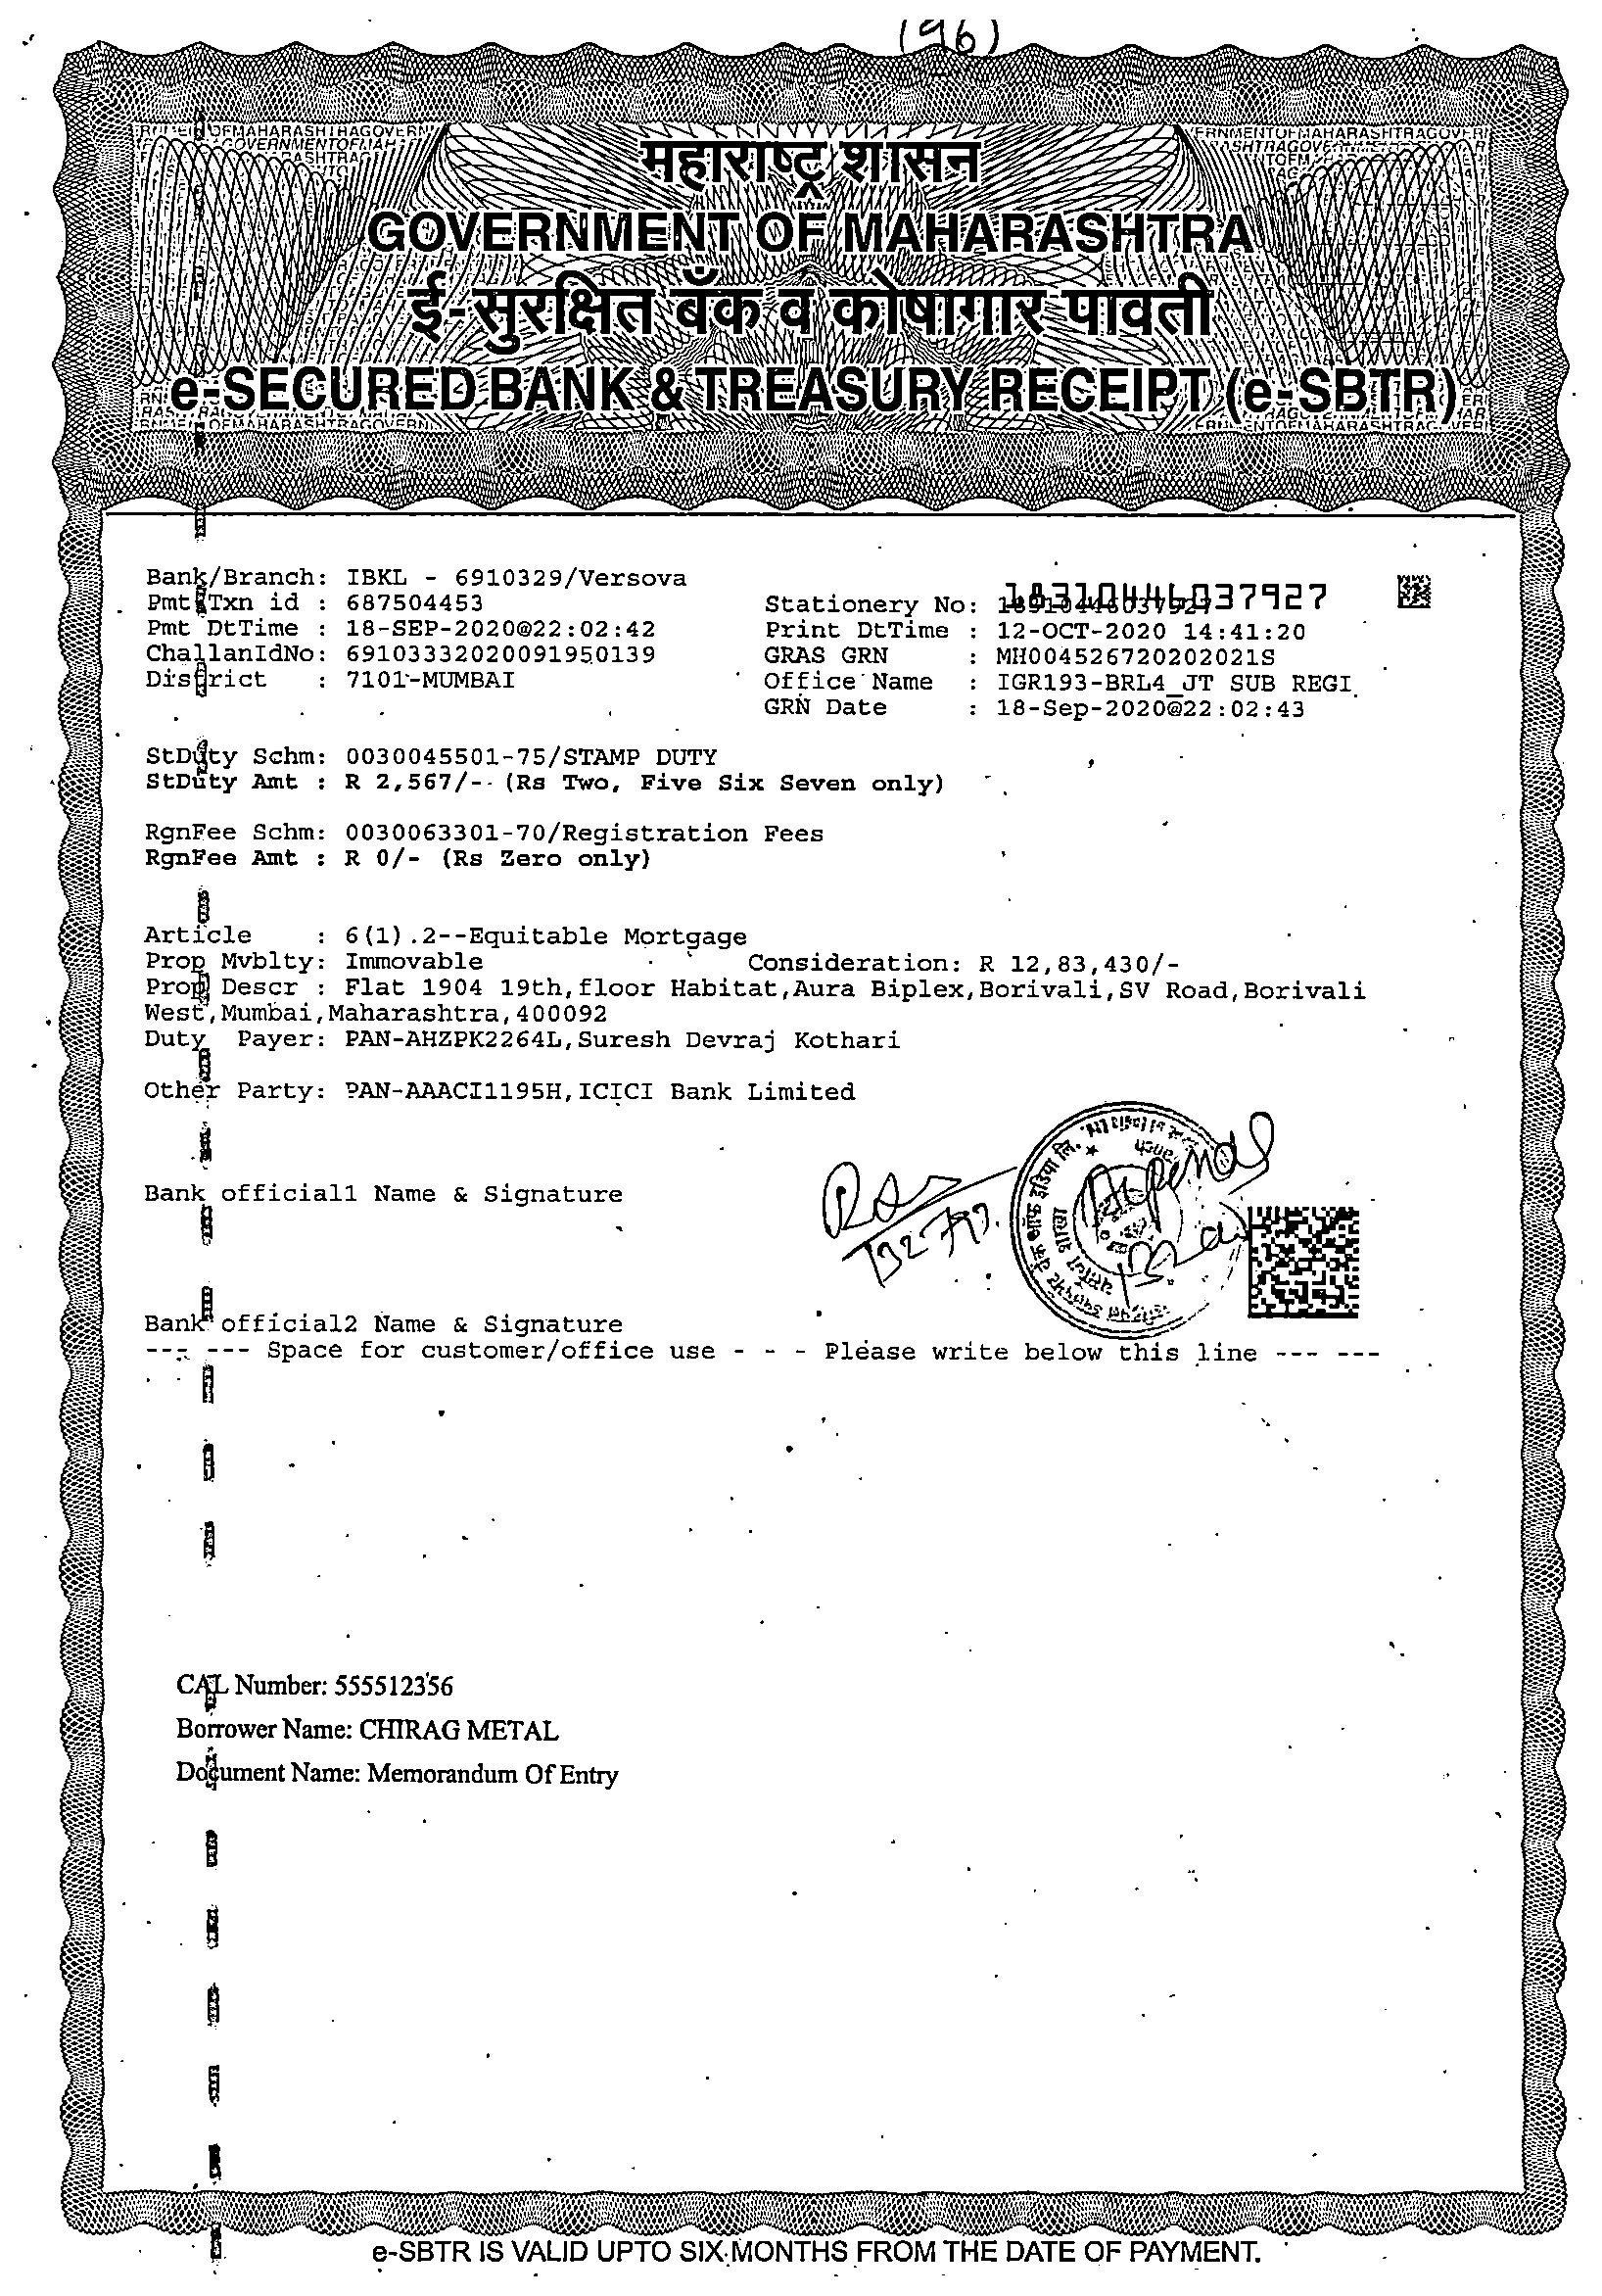 (96)
महाराष्ट्र शासन
GOVERNMENT OF MAHARASHTRA
ई-सुरक्षित बँक व कोषागार पावती
e-SECURED BANK & TREASURY RECEIPT (e-SBTR)
Bank/Branch: IBKL - 6910329/Versova
18310446037927
Pmt Txn id : 687504453 Stationery No: 18310446037927
Pmt DtTime : 18-SEP-2020@22:02:42 Print DtTime : 12-OCT-2020 14:41:20
ChallanIdNo: 69103332020091950139 GRAS GRN : MH004526720202021S
District : 7101-MUMBAI Office Name : IGR193-BRL4_JT SUB REGI
GRN Date : 18-Sep-2020@22:02:43
StDuty Schm: 0030045501-75/STAMP DUTY
StDuty Amt : R 2,567/- (Rs Two, Five Six Seven only)
RgnFee Schm: 0030063301-70/Registration Fees
RgnFee Amt : R 0/- (Rs Zero only)
Article : 6(1).2--Equitable Mortgage
Prop Mvblty: Immovable Consideration: R 12,83,430/-
Prop Descr : Flat 1904 19th,floor Habitat,Aura Biplex,Borivali,SV Road,Borivali
West,Mumbai,Maharashtra,400092
Duty Payer: PAN-AHZPK2264L,Suresh Devraj Kothari
Other Party: PAN-AAACI1195H,ICICI Bank Limited
Bank official1 Name & Signature
Bank official2 Name & Signature
--- --- Space for customer/office use - - - Please write below this line --- ---
CAL Number: 555512356
Borrower Name: CHIRAG METAL
Document Name: Memorandum Of Entry
e-SBTR IS VALID UPTO SIX MONTHS FROM THE DATE OF PAYMENT.